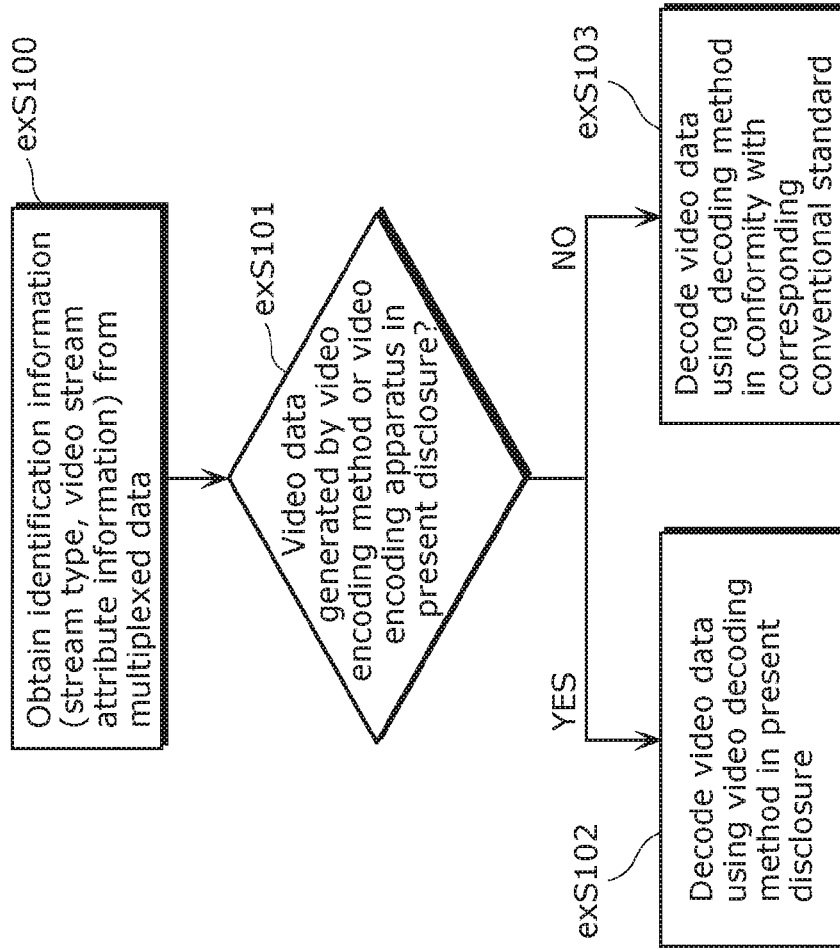 exS100
Obtain identification information
(stream type, video stream
attribute information) from
multiplexed data
exS101
Video data
generated by video
encoding method or video
encoding apparatus in
present disclosure?
YES
NO
exS102
Decode video data
using video decoding
method in present
disclosure
exS103
Decode video data
using decoding method
in conformity with
corresponding
conventional standard